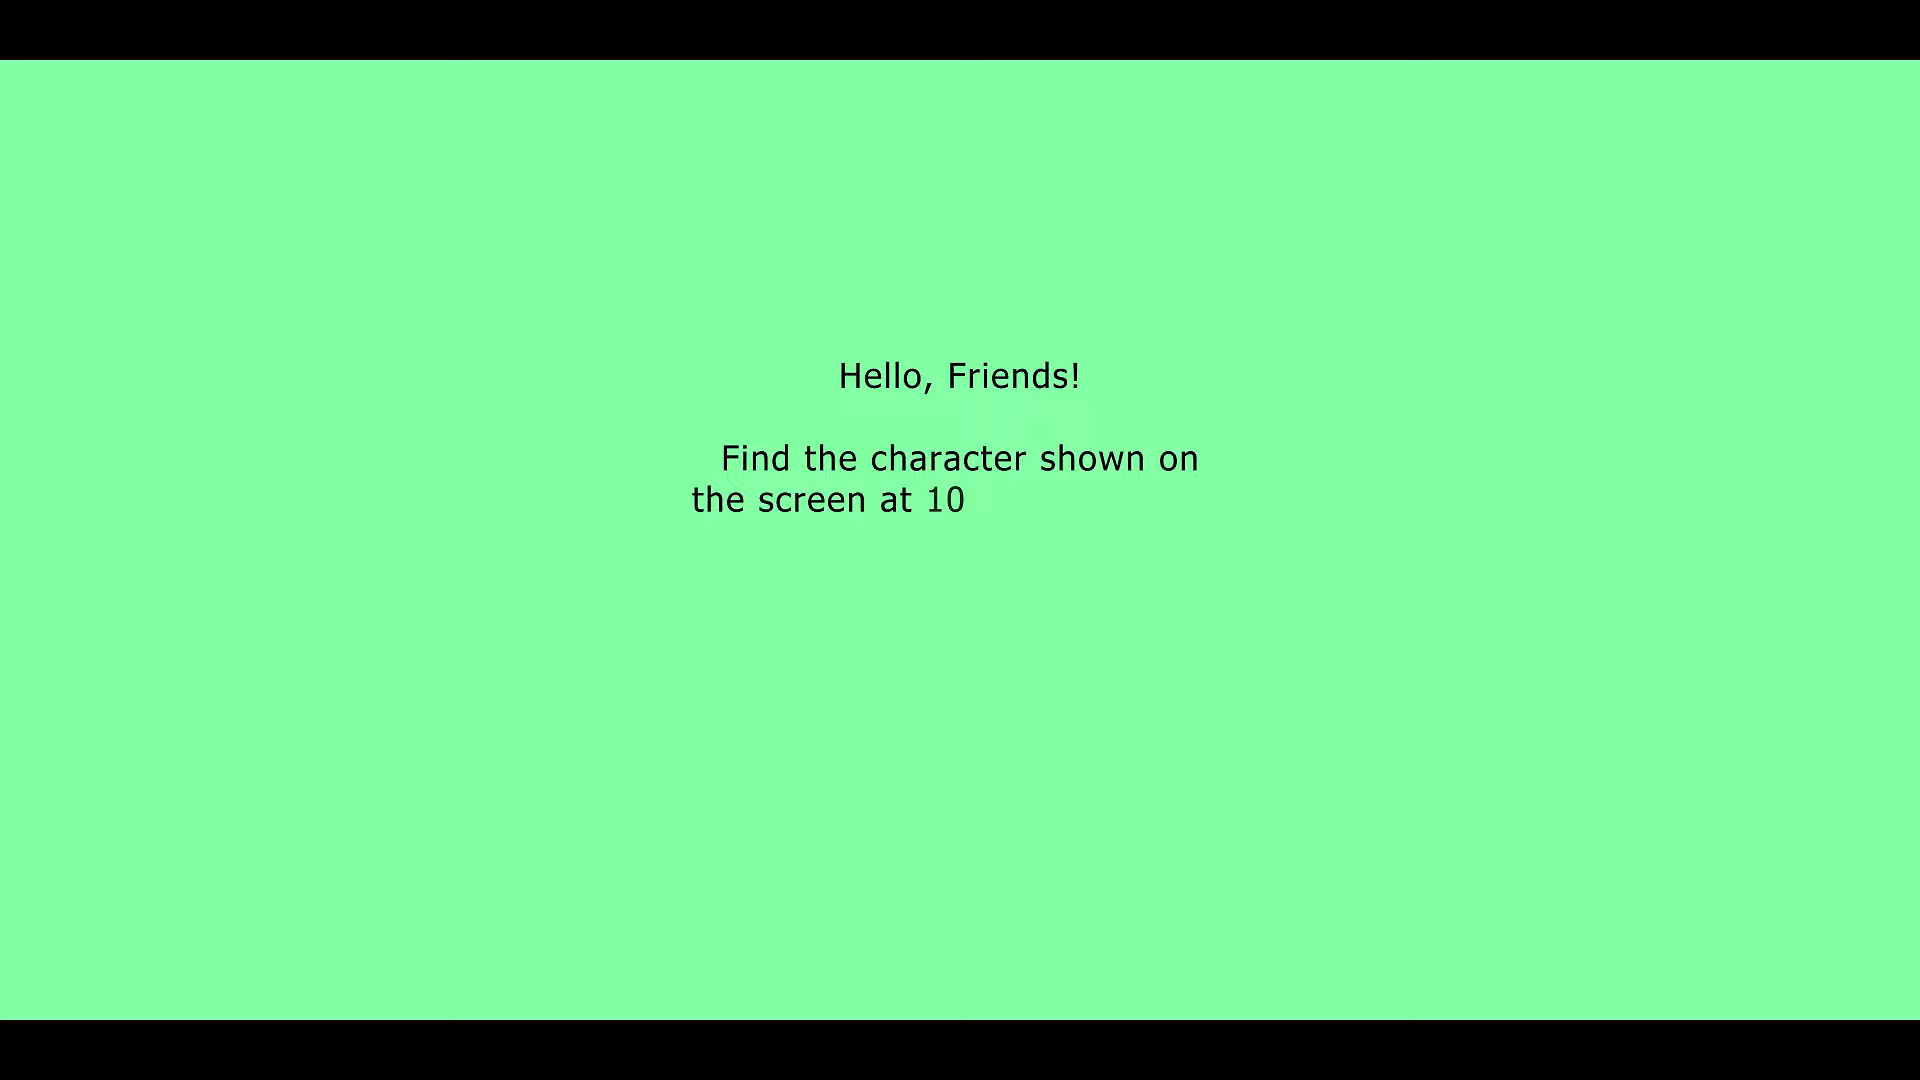 Hello, Friends!
Find the character shown on
the screen at 10